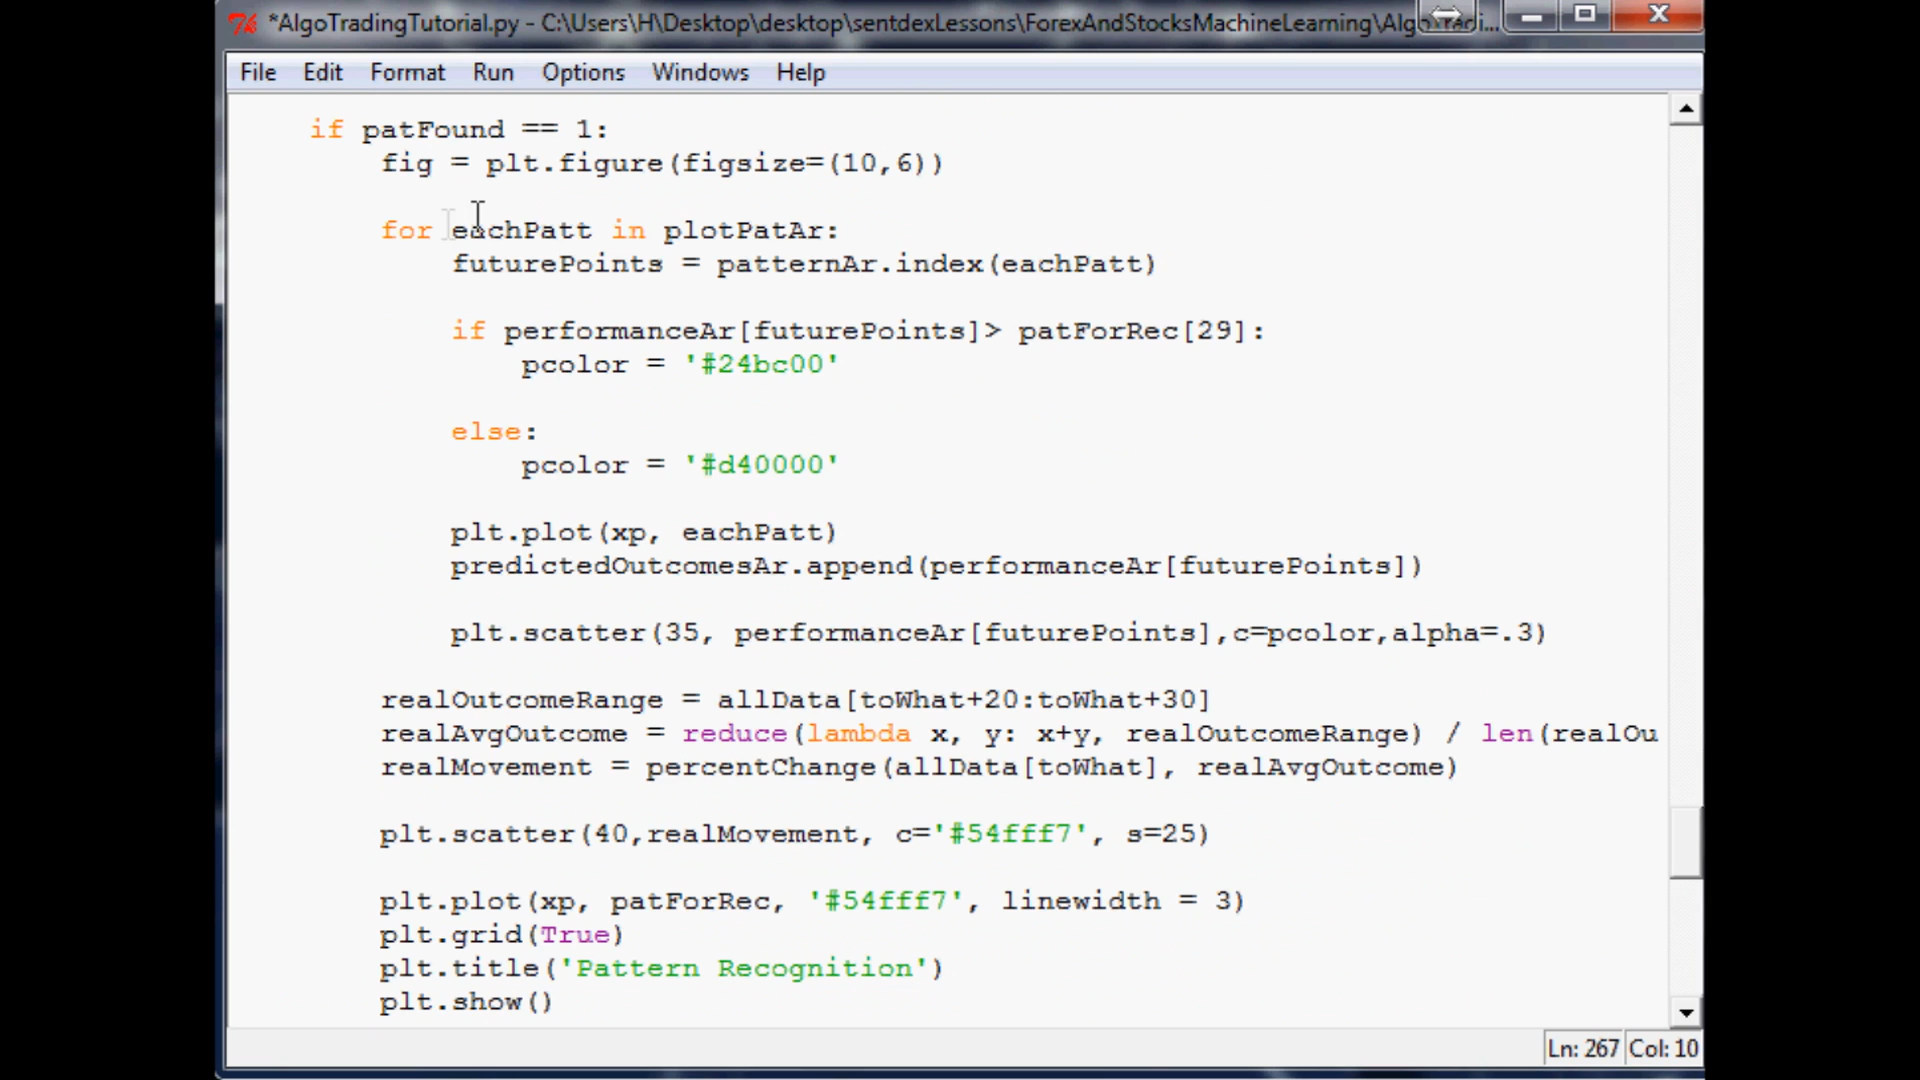 *AlgoTradingTutorial.py - C:\Users\H\Desktop\desktop\sentdexLessons\ForexAndStocksMachineLearning\AlgoTradi...
File Edit Format Run Options Windows Help
if patFound == 1:
fig = plt.figure(figsize=(10,6))
for eachPatt in plotPatAr:
futurePoints = patternAr.index(eachPatt)
if performanceAr[futurePoints]> patForRec[29]:
pcolor = '#24bc00'
else:
pcolor = '#d40000'
plt.plot(xp, eachPatt)
predictedOutcomesAr.append(performanceAr[futurePoints])
plt.scatter(35, performanceAr[futurePoints],c=pcolor,alpha=.3)
realOutcomeRange = allData[toWhat+20:toWhat+30]
realAvgOutcome = reduce(lambda x, y: x+y, realOutcomeRange) / len(realOu
realMovement = percentChange(allData[toWhat], realAvgOutcome)
plt.scatter(40,realMovement, c='#54fff7', s=25)
plt.plot(xp, patForRec, '#54fff7', linewidth = 3)
plt.grid(True)
plt.title('Pattern Recognition')
plt.show()
Ln: 267 Col: 10